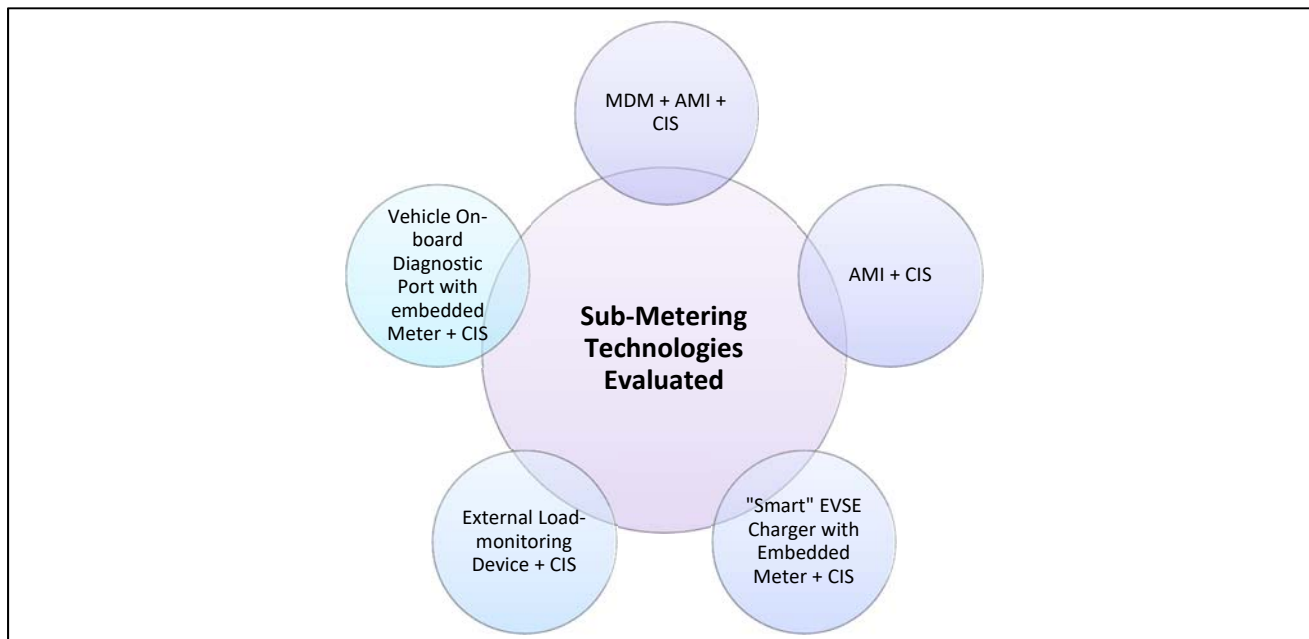 MDM + AMI +
CIS
Vehicle On-
board
Diagnostic
Port with
embedded
Meter + CIS
AMI + CIS
Sub-Metering
Technologies
Evaluated
External Load-
monitoring
Device + CIS
"Smart" EVSE
Charger with
Embedded
Meter + CIS